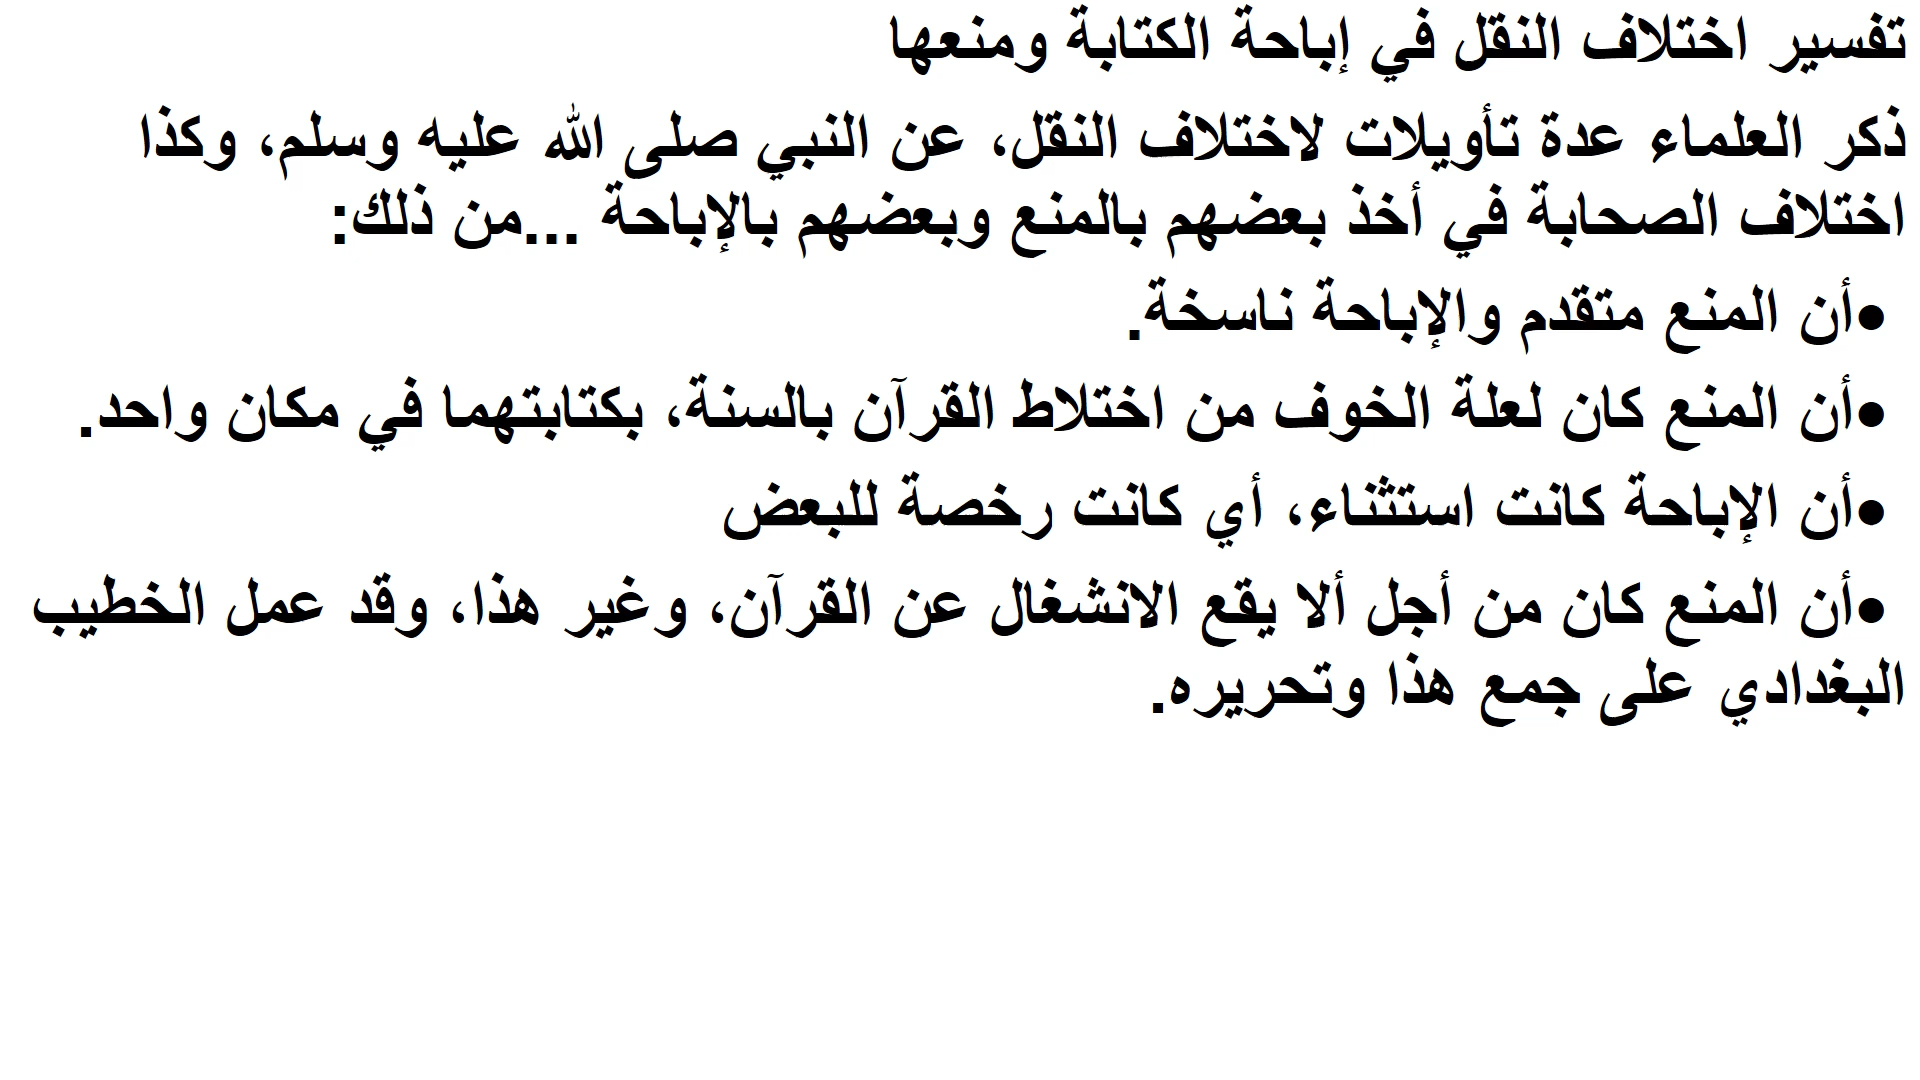 تفسير اختلاف النقل في إباحة الكتابة ومنعها
ذكر العلماء عدة تأويلات لاختلاف النقل، عن النبي صلى الله عليه وسلم، وكذا
اختلاف الصحابة في أخذ بعضهم بالمنع وبعضهم بالإباحة ...من ذلك:
•أن المنع متقدم والإباحة ناسخة.
•أن المنع كان لعلة الخوف من اختلاط القرآن بالسنة، بكتابتهما في مكان واحد.
•أن الإباحة كانت استثناء، أي كانت رخصة للبعض
•أن المنع كان من أجل ألا يقع الانشغال عن القرآن، وغير هذا، وقد عمل الخطيب
البغدادي على جمع هذا وتحريره.